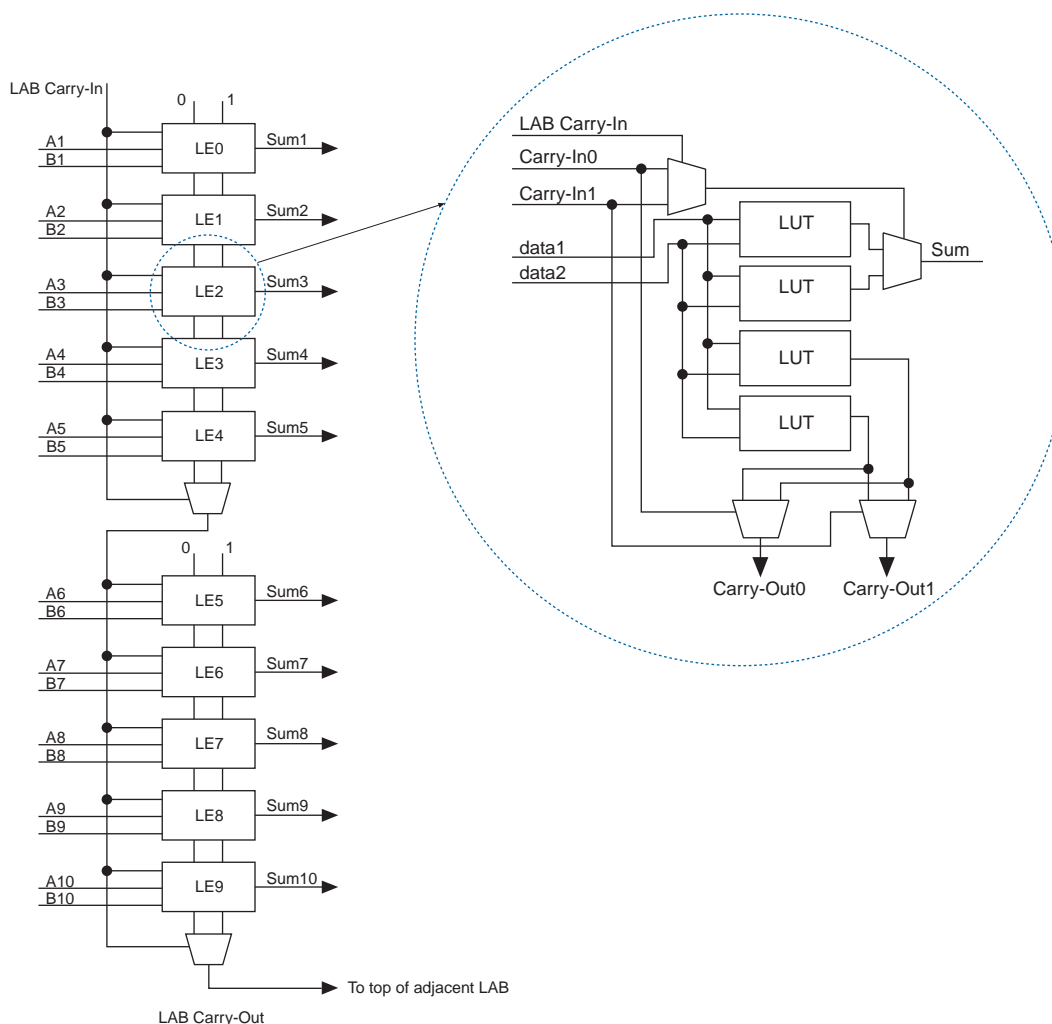 LAB Carry-In
0 1
A1
B1
LE0
Sum1
A2
B2
LE1
Sum2
A3
B3
LE2
Sum3
A4
B4
LE3
Sum4
A5
B5
LE4
Sum5
0 1
A6
B6
LE5
Sum6
A7
B7
LE6
Sum7
A8
B8
LE7
Sum8
A9
B9
LE8
Sum9
A10
B10
LE9
Sum10
To top of adjacent LAB
LAB Carry-Out
LAB Carry-In
Carry-In0
Carry-In1
data1
data2
LUT
LUT
LUT
LUT
Sum
Carry-Out0 Carry-Out1